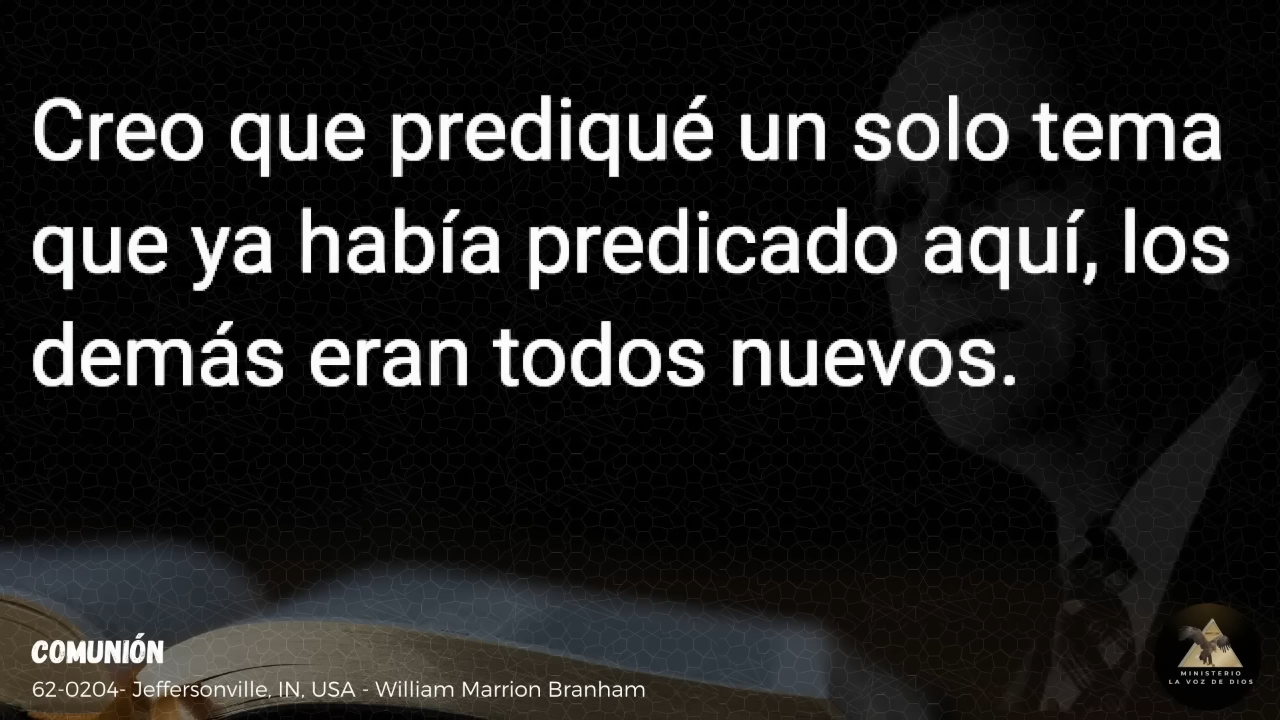 Creo que prediqué un solo tema
que ya había predicado aquí, los
demás eran todos nuevos.
COMUNIÓN
62-0204- Jeffersonville, IN, USA - William Marrion Branham
MINISTERIO
LA VOZ DE DIOS